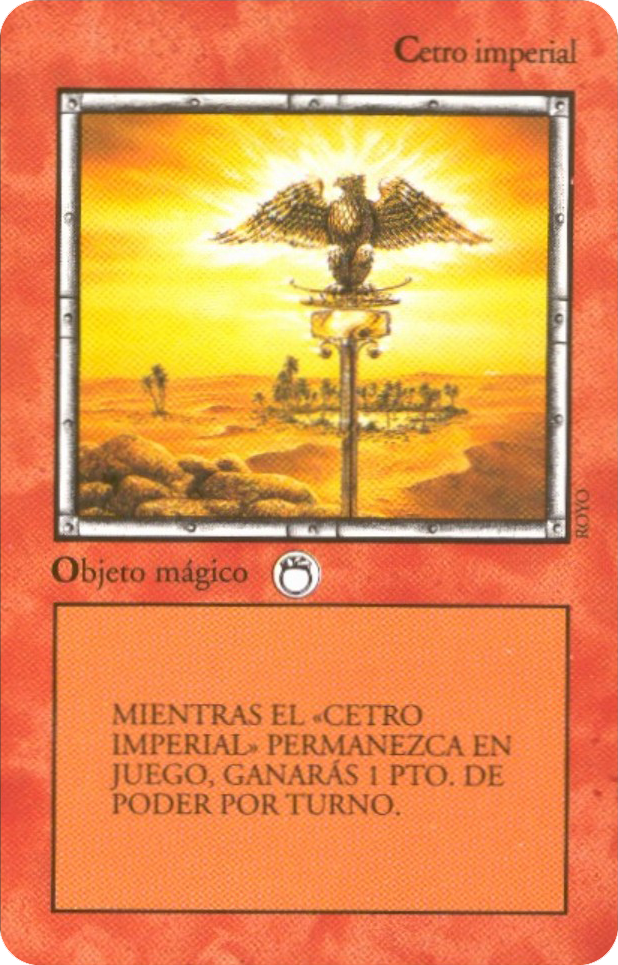 Cetro imperial
ROYO
Objeto mágico
MIENTRAS EL «CETRO
IMPERIAL» PERMANEZCA EN
JUEGO, GANARÁS 1 PTO. DE
PODER POR TURNO.